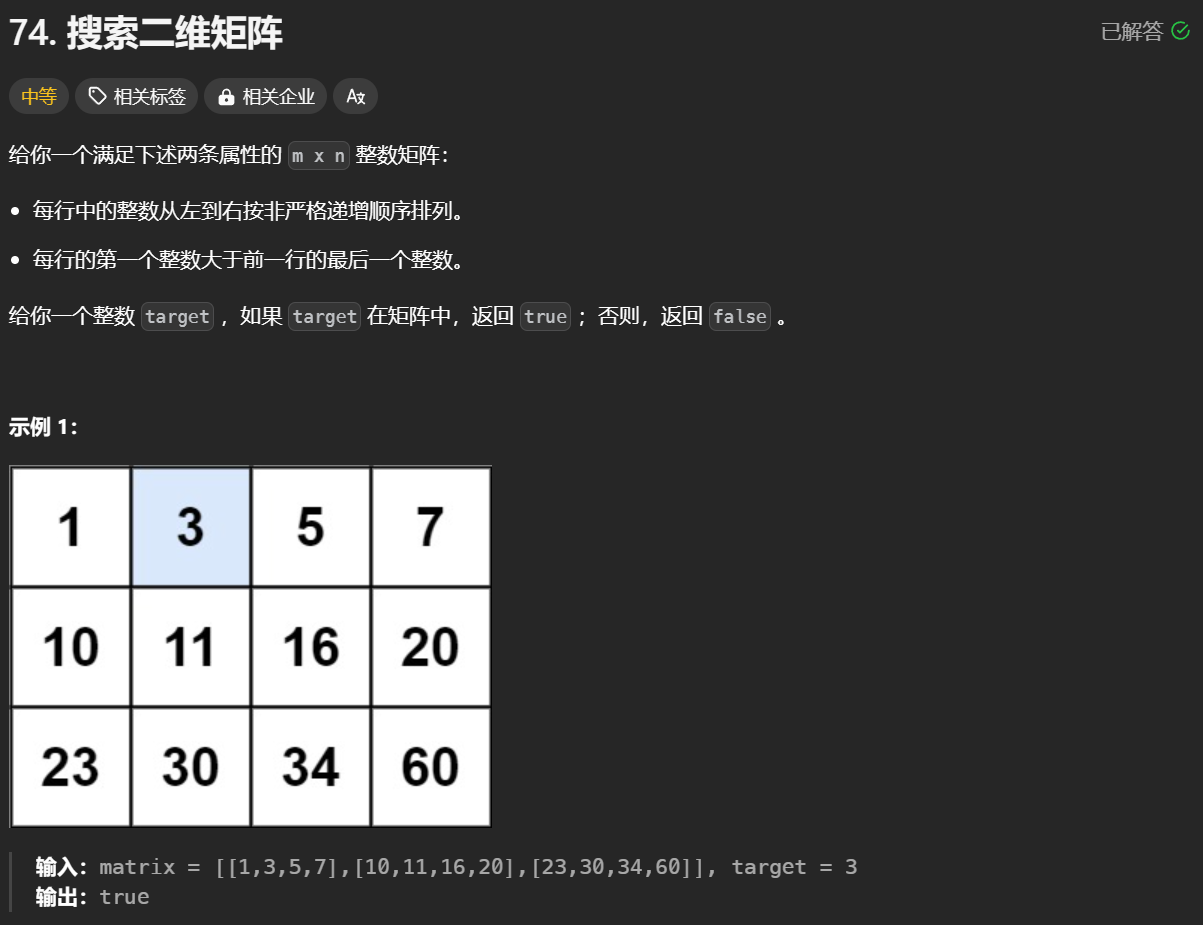 74. 搜索二维矩阵
已解答
中等 相关标签 相关企业 Ax
给你一个满足下述两条属性的 m x n 整数矩阵：
• 每行中的整数从左到右按非严格递增顺序排列。
• 每行的第一个整数大于前一行的最后一个整数。
给你一个整数 target ，如果 target 在矩阵中，返回 true ；否则，返回 false 。
示例 1：
1 3 5 7
10 11 16 20
23 30 34 60
输入：matrix = [[1,3,5,7],[10,11,16,20],[23,30,34,60]], target = 3
输出：true